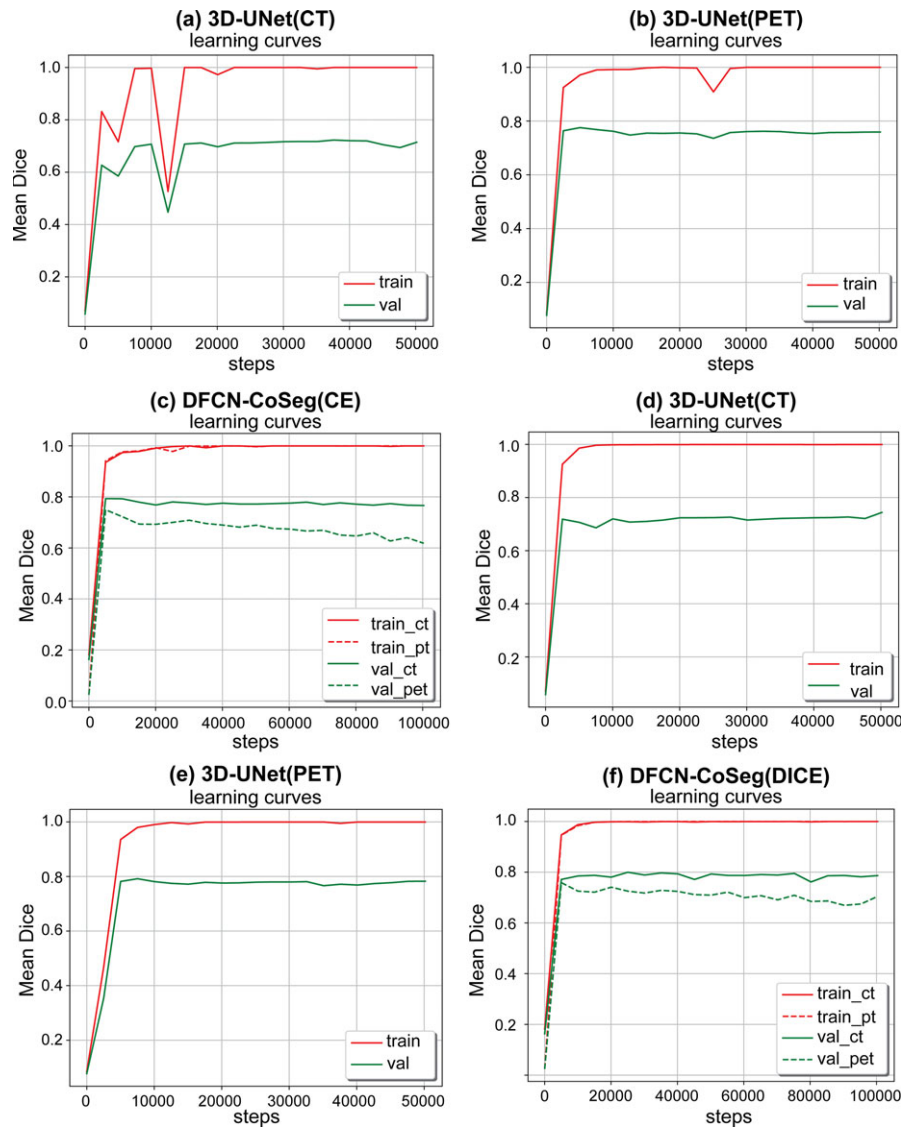 (a) 3D-UNet(CT)
learning curves
Mean Dice
1.0
0.8
0.6
0.4
0.2
train
val
0 10000 20000 30000 40000 50000
steps
(b) 3D-UNet(PET)
learning curves
Mean Dice
1.0
0.8
0.6
0.4
0.2
train
val
0 10000 20000 30000 40000 50000
steps
(c) DFCN-CoSeg(CE)
learning curves
Mean Dice
1.0
0.8
0.6
0.4
0.2
0.0
train_ct
train_pt
val_ct
val_pet
0 20000 40000 60000 80000 100000
steps
(d) 3D-UNet(CT)
learning curves
Mean Dice
1.0
0.8
0.6
0.4
0.2
train
val
0 10000 20000 30000 40000 50000
steps
(e) 3D-UNet(PET)
learning curves
Mean Dice
1.0
0.8
0.6
0.4
0.2
train
val
0 10000 20000 30000 40000 50000
steps
(f) DFCN-CoSeg(DICE)
learning curves
Mean Dice
1.0
0.8
0.6
0.4
0.2
train_ct
train_pt
val_ct
val_pet
0 20000 40000 60000 80000 100000
steps